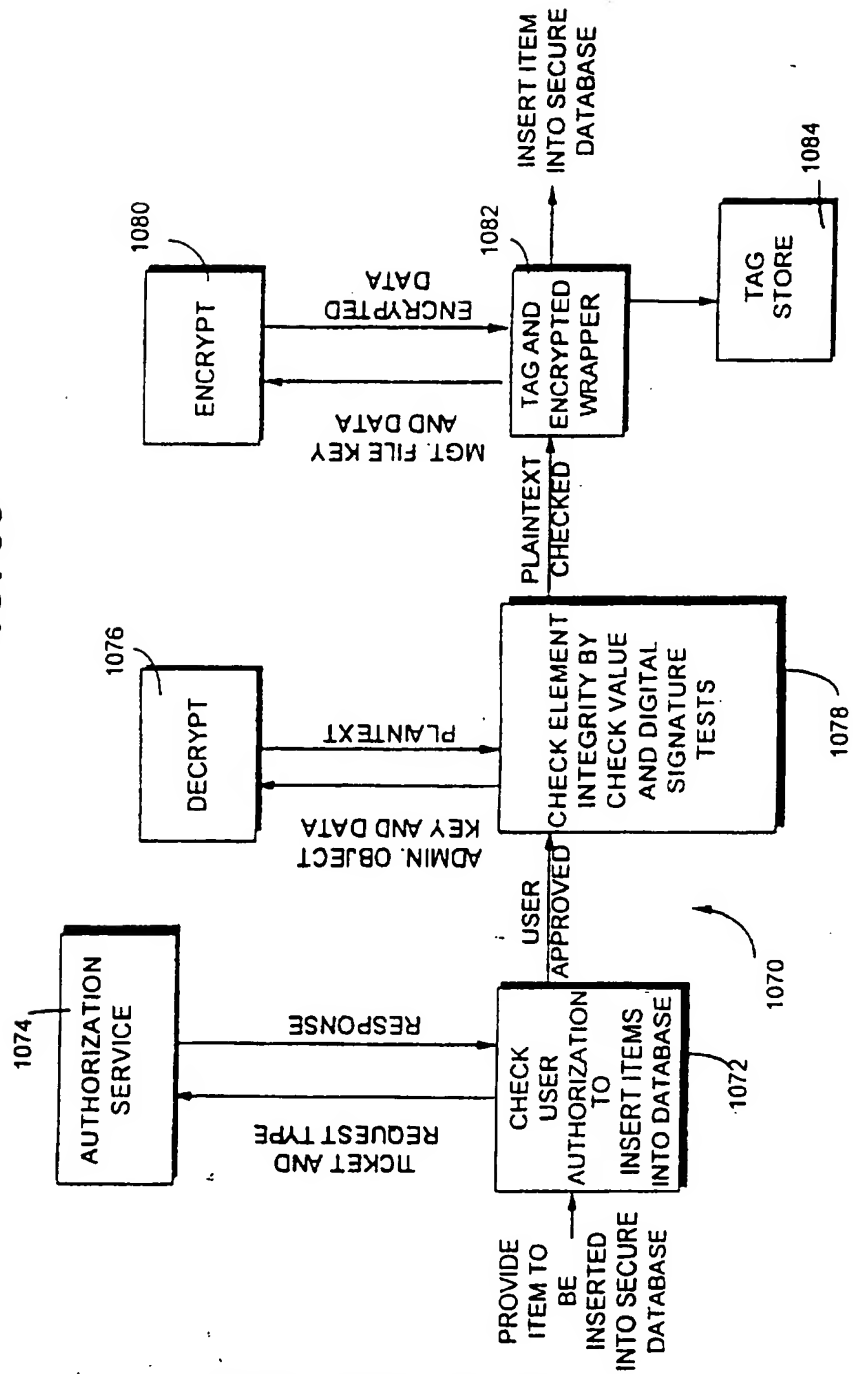 PROVIDE
ITEM TO
BE
INSERTED
INTO SECURE
DATABASE
CHECK
USER
AUTHORIZATION
TO
INSERT ITEMS
INTO DATABASE
1072
TICKET AND
REQUEST TYPE
RESPONSE
AUTHORIZATION
SERVICE
1074
1070
USER
APPROVED
CHECK ELEMENT
INTEGRITY BY
CHECK VALUE
AND DIGITAL
SIGNATURE
TESTS
1078
ADMIN. OBJECT
KEY AND DATA
PLAINTEXT
DECRYPT
1076
PLAINTEXT
CHECKED
TAG AND
ENCRYPTED
WRAPPER
1082
MGT. FILE KEY
AND DATA
ENCRYPTED
DATA
ENCRYPT
1080
TAG
STORE
1084
INSERT ITEM
INTO SECURE
DATABASE